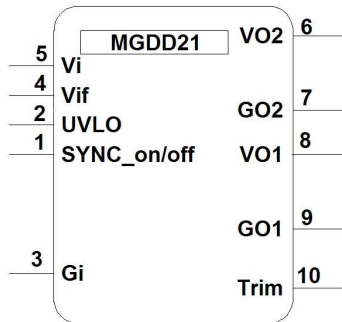 MGDD21
VO2 6
5 Vi
4 Vif
GO2 7
2 UVLO
1 SYNC_on/off
VO1 8
GO1 9
3 Gi
Trim 10